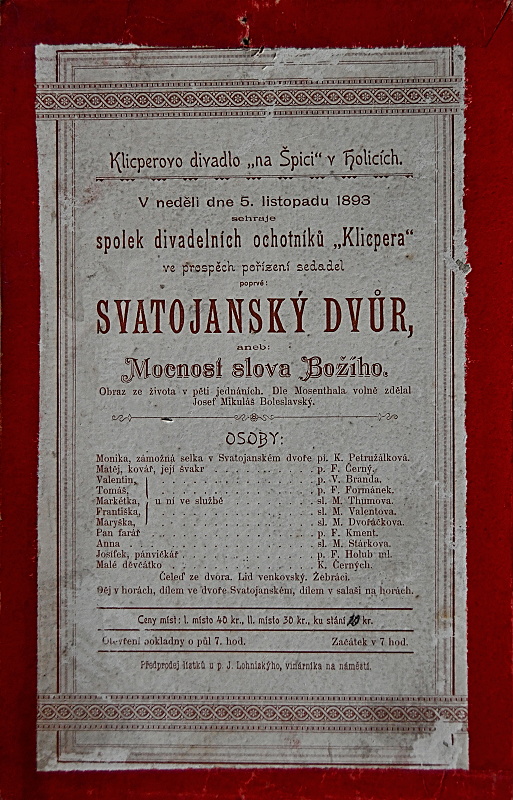 Klicperovo divadlo „na Špici“ v Holicích.
V neděli dne 5. listopadu 1893
sehraje
spolek divadelních ochotníků „Klicpera“
ve prospěch pořízení sedadel
poprvé:
SVATOJANSKÝ DVŮR,
aneb:
Mocnost slova Božího.
Obraz ze života v pěti jednáních. Dle Mosenthala volně zdělal
Josef Mikuláš Boleslavský.
OSOBY:
Monika, zámožná selka v Svatojanském dvoře pí. K. Petružálková.
Matěj, kovář, její švakr p. F. Černý.
Valentin, p. V. Branda.
Tomáš, p. F. Formánek.
Markétka, u ní ve službě sl. M. Thumova.
Františka, sl. M. Valentova.
Maryška, sl. M. Dvořáčkova.
Pan farář p. F. Kment.
Anna sl. M. Stárkova.
Josífek, pánvičkář p. F. Holub ml.
Malé děvčátko K. Černých.
Čeleď ze dvora. Lid venkovský. Žebráci.
Děj v horách, dílem ve dvoře Svatojanském, dílem v salaši na horách.
Ceny míst: I. místo 40 kr., II. místo 30 kr., ku stání kr.
Otevření pokladny o půl 7. hod. Začátek v 7 hod.
Předprodej lístků u p. J. Lohniského, vinárníka na náměstí.